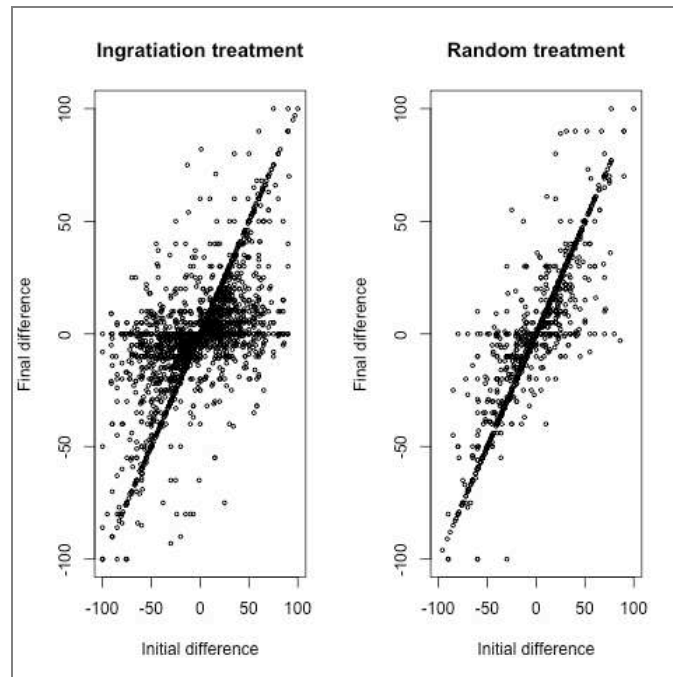 Ingratiation treatment
Random treatment
Final difference
100
50
0
-50
-100
-100 -50 0 50 100
Initial difference
Final difference
100
50
0
-50
-100
-100 -50 0 50 100
Initial difference